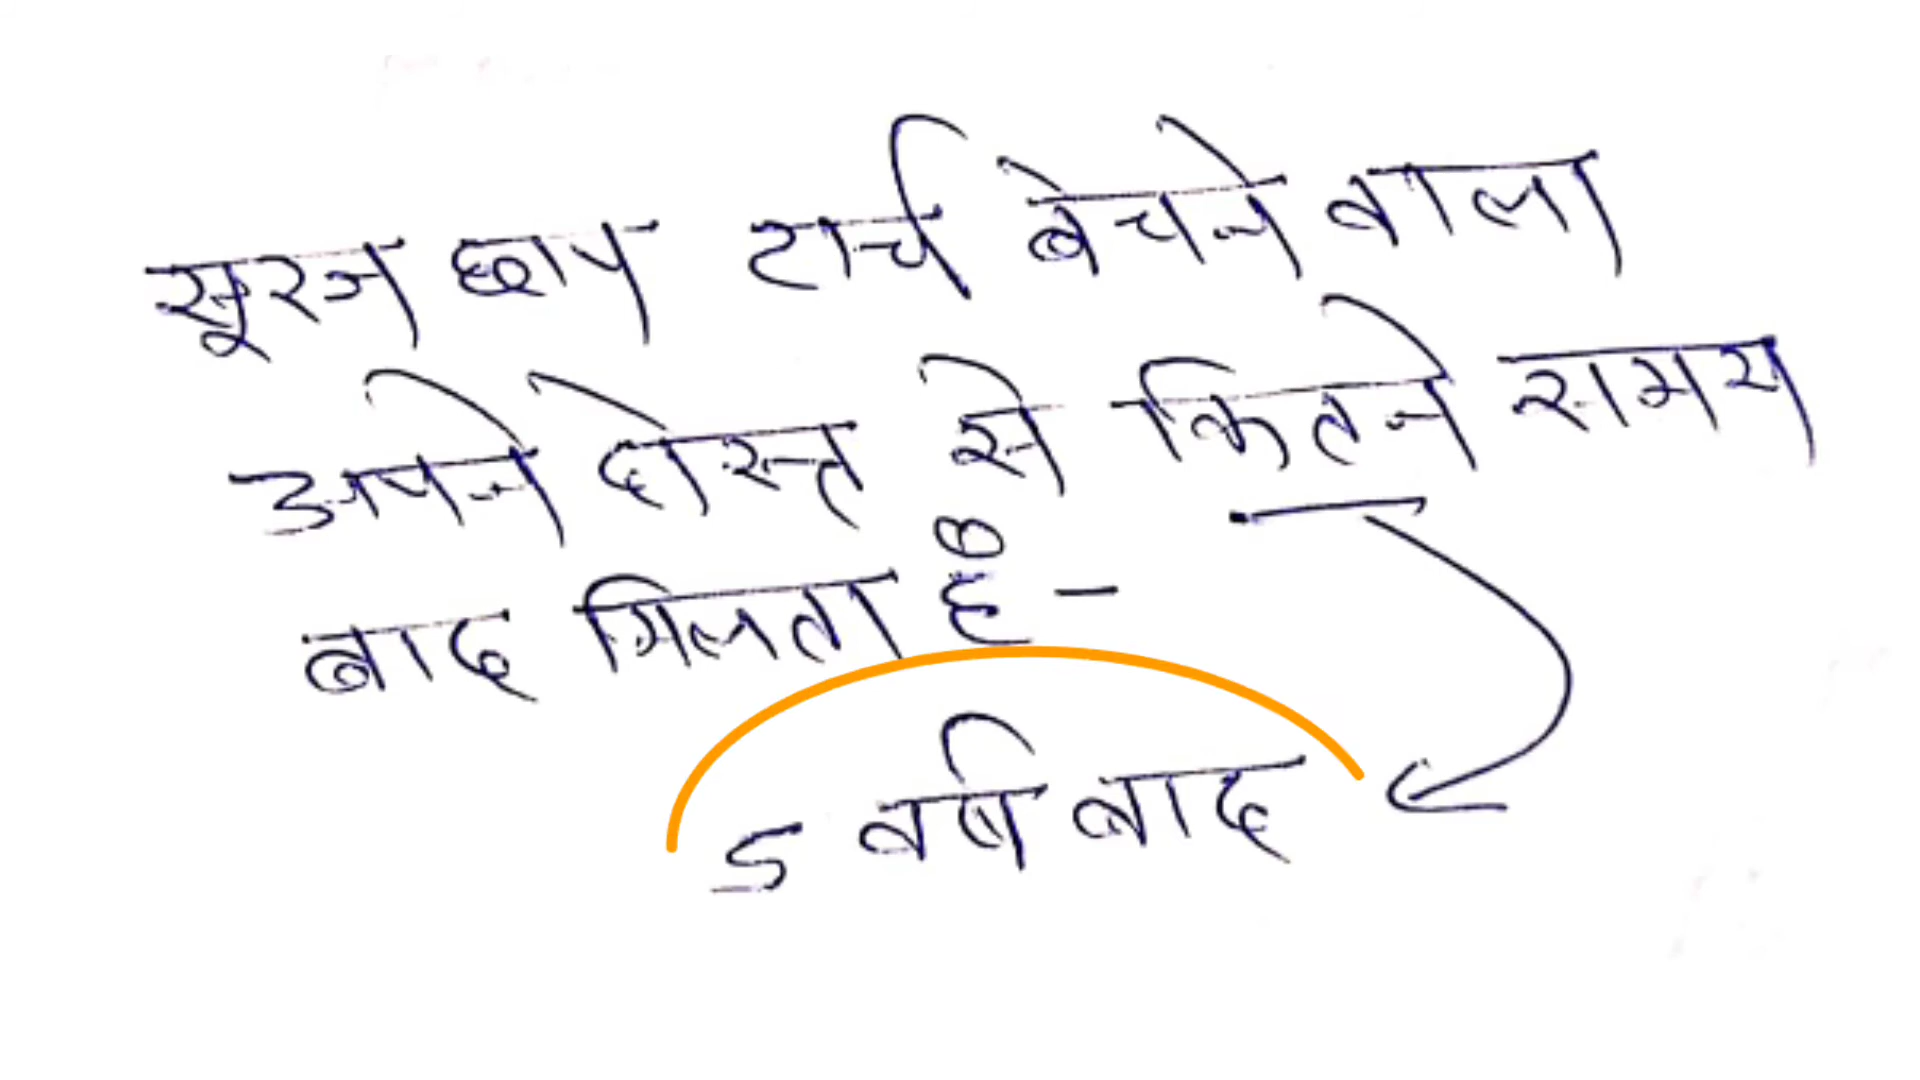 सूरज छाप टार्च बेचने वाला
अपने दोस्त से कितने समय
बाद मिलता है -
5 वर्ष बाद